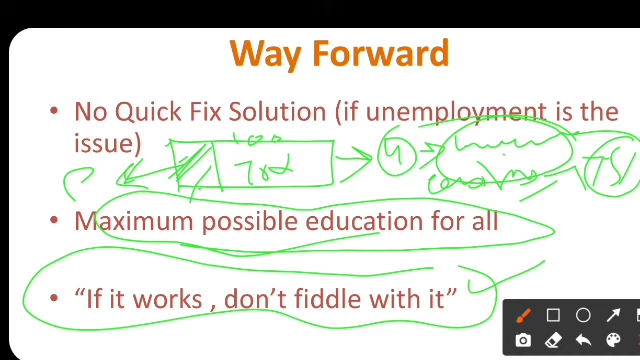 Way Forward
• No Quick Fix Solution (if unemployment is the
issue)
100
• Maximum possible education for all
• “If it works , don’t fiddle with it”